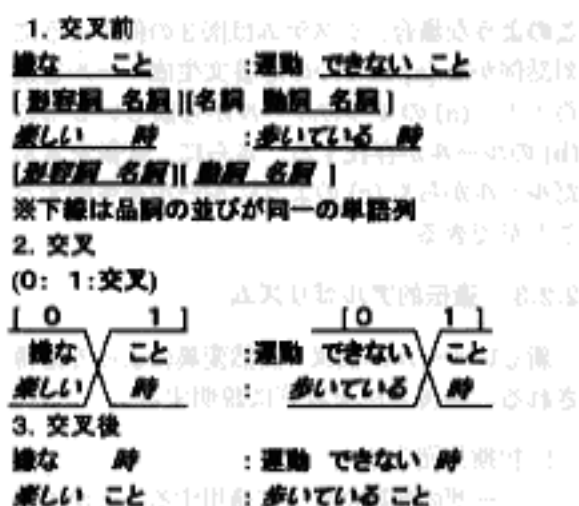 1. 交叉前
嫌な こと :運動 できない こと
[ 形容詞 名詞 ][名詞 動詞 名詞 ]
楽しい 時 :歩いている 時
[形容詞 名詞][ 動詞 名詞 ]
※下線は品詞の並びが同一の単語列
2. 交叉
(0: 1:交叉)
[ 0 1 ] [ 0 1 ]
嫌な こと :運動 できない こと
楽しい 時 : 歩いている 時
3. 交叉後
嫌な 時 : 運動 できない 時
楽しい こと : 歩いている こと